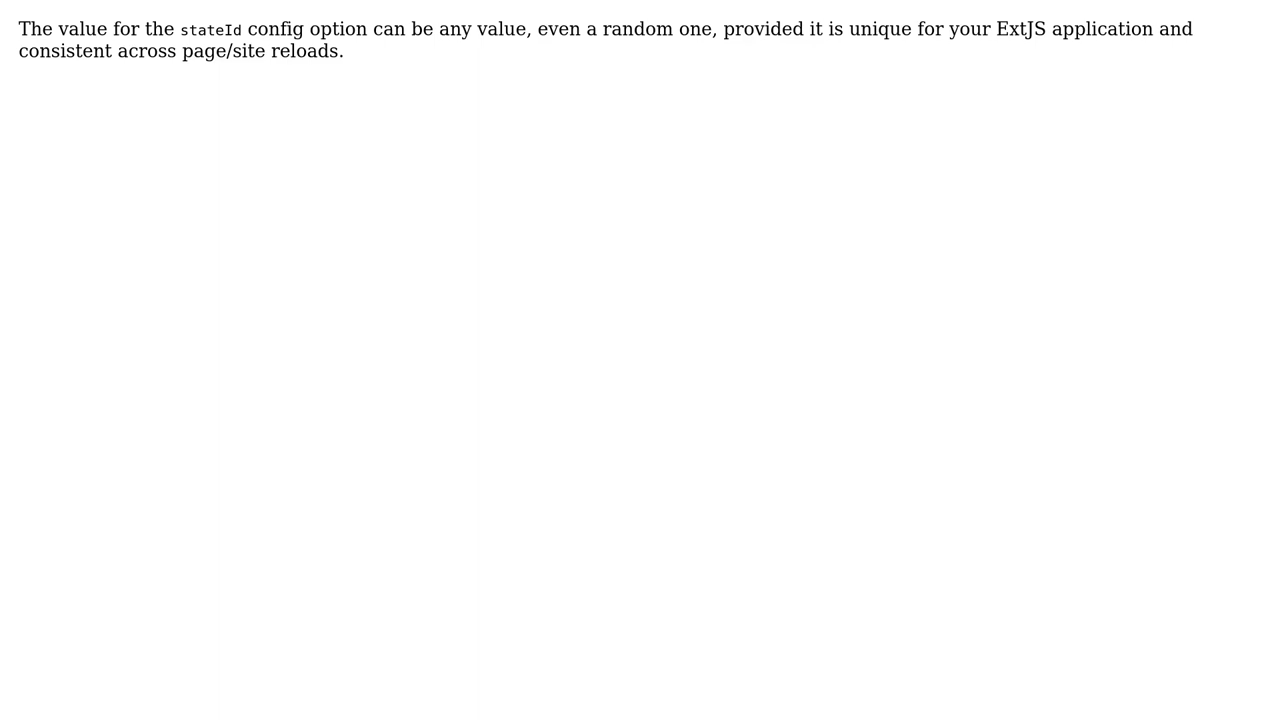 The value for the stateId config option can be any value, even a random one, provided it is unique for your ExtJS application and
consistent across page/site reloads.